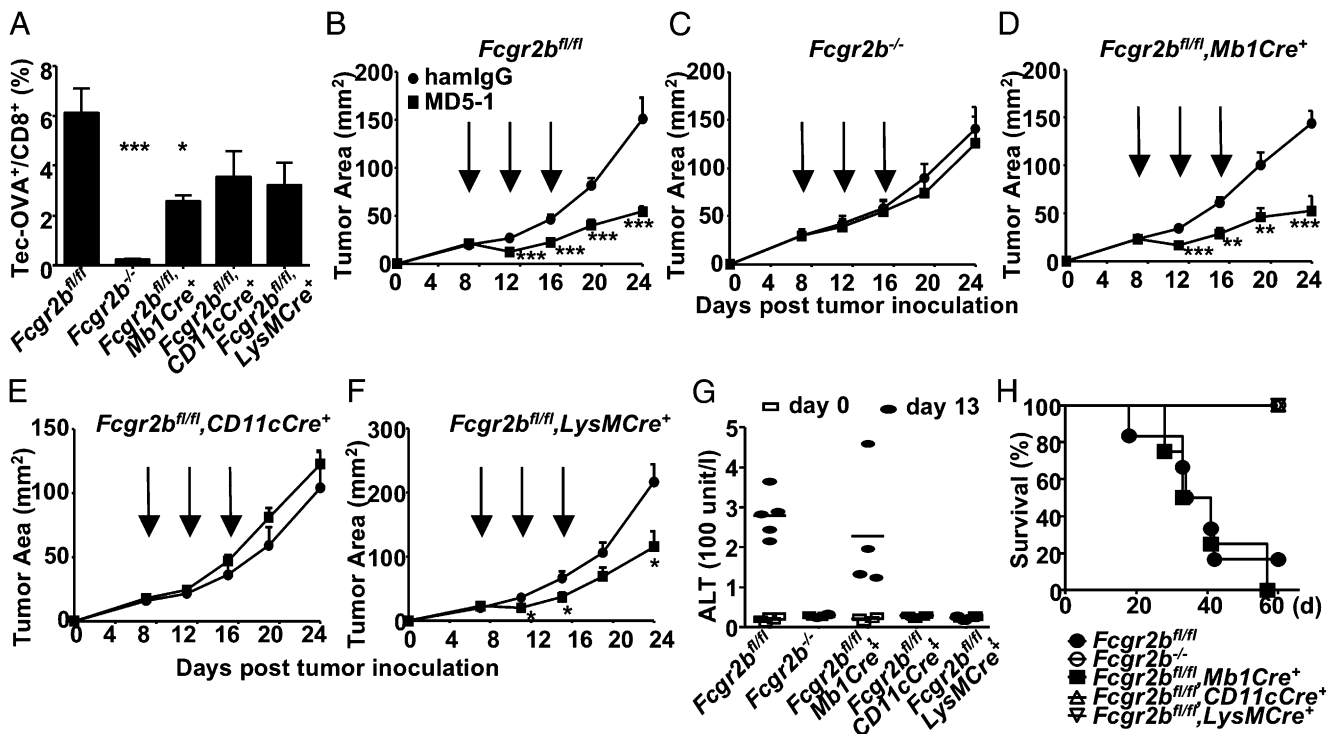 A
Tec-OVA+/CD8+ (%)
8
6
4
2
0
***
*
Fcgr2bfl/fl
Fcgr2b-/-
Fcgr2bfl/fl,
Mb1Cre+
Fcgr2bfl/fl,
CD11cCre+
Fcgr2bfl/fl,
LysMCre+
B
Fcgr2bfl/fl
hamIgG
MD5-1
Tumor Area (mm2)
200
150
100
50
0
***
***
***
***
0 4 8 12 16 20 24
C
Fcgr2b-/-
Tumor Area (mm2)
200
150
100
50
0
0 4 8 12 16 20 24
Days post tumor inoculation
D
Fcgr2bfl/fl,Mb1Cre+
Tumor Area (mm2)
200
150
100
50
0
***
**
**
***
0 4 8 12 16 20 24
E
Fcgr2bfl/fl,CD11cCre+
Tumor Aea (mm2)
150
100
50
0
0 4 8 12 16 20 24
F
Fcgr2bfl/fl,LysMCre+
Tumor Area (mm2)
300
200
100
0
*
*
*
0 4 8 12 16 20 24
Days post tumor inoculation
G
day 0
day 13
ALT (100 unit/l)
5
4
3
2
1
0
Fcgr2bfl/fl
Fcgr2b-/-
Fcgr2bfl/fl
Mb1Cre+
Fcgr2bfl/fl
CD11cCre+
Fcgr2bfl/fl
LysMCre+
H
Survival (%)
100
80
60
40
20
0
0 20 40 60 (d)
Fcgr2bfl/fl
Fcgr2b-/-
Fcgr2bfl/fl,Mb1Cre+
Fcgr2bfl/fl,CD11cCre+
Fcgr2bfl/fl,LysMCre+